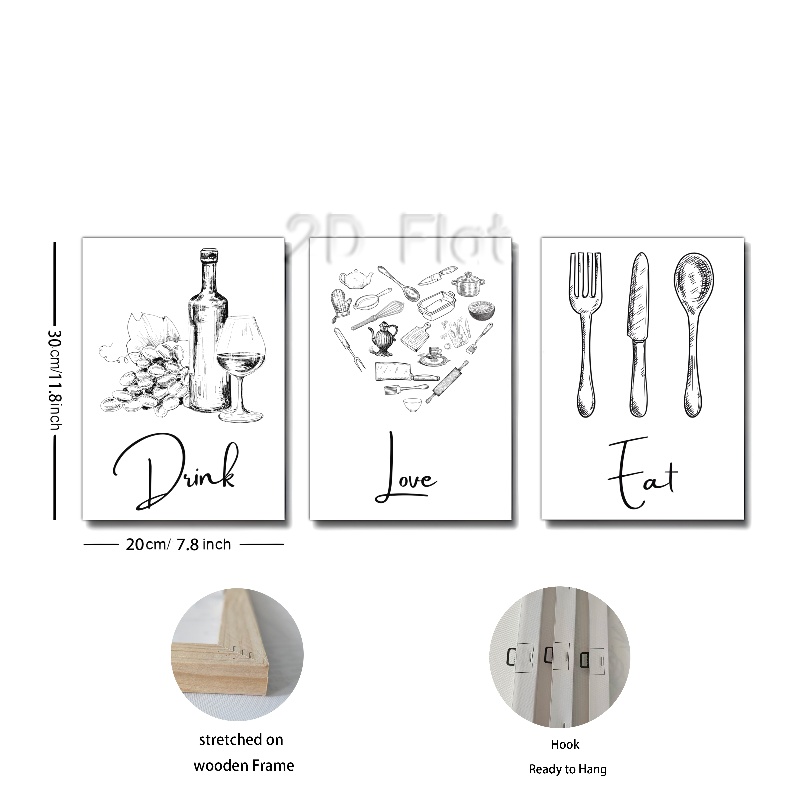 2D Flat
30cm/11.8inch
Drink
Love
Eat
20cm/ 7.8 inch
stretched on
wooden Frame
Hook
Ready to Hang